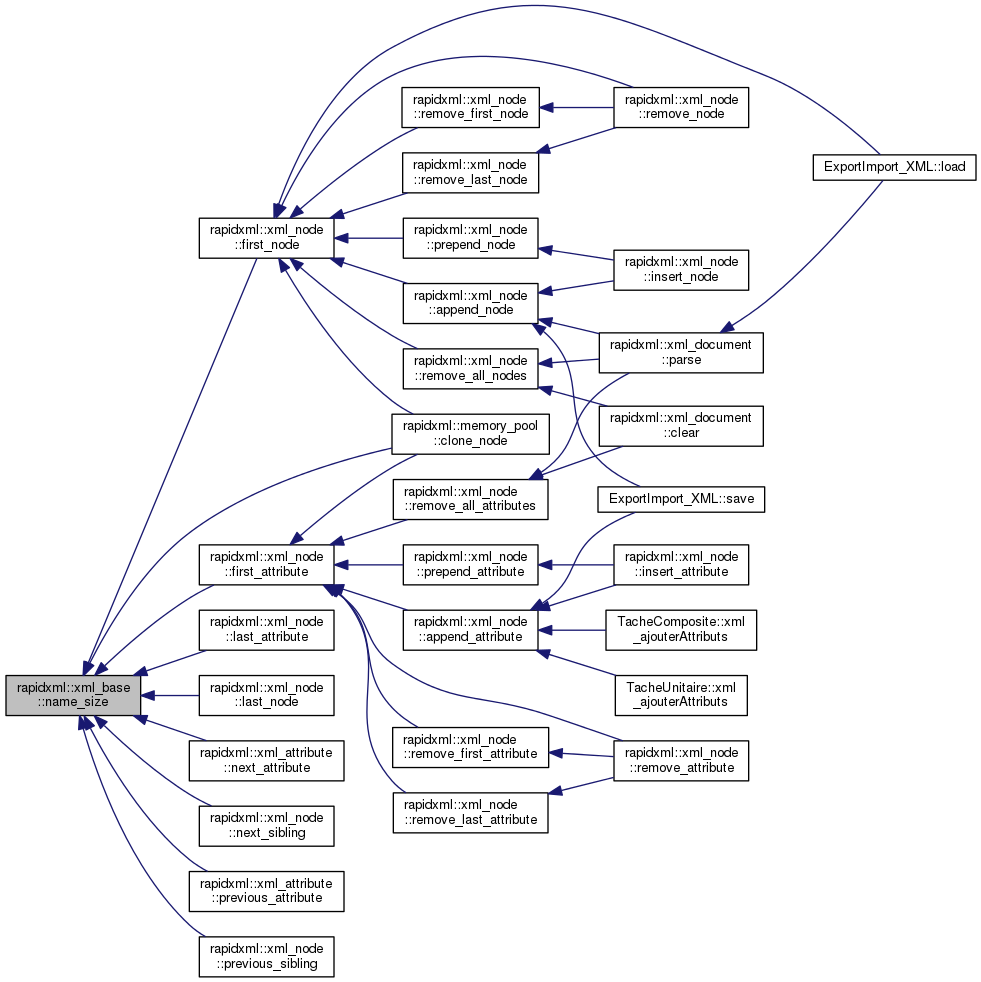 rapidxml::xml_node
::remove_first_node
rapidxml::xml_node
::remove_node
rapidxml::xml_node
::remove_last_node
ExportImport_XML::load
rapidxml::xml_node
::first_node
rapidxml::xml_node
::prepend_node
rapidxml::xml_node
::insert_node
rapidxml::xml_node
::append_node
rapidxml::xml_document
::parse
rapidxml::xml_node
::remove_all_nodes
rapidxml::memory_pool
::clone_node
rapidxml::xml_document
::clear
rapidxml::xml_node
::remove_all_attributes
ExportImport_XML::save
rapidxml::xml_node
::first_attribute
rapidxml::xml_node
::prepend_attribute
rapidxml::xml_node
::insert_attribute
rapidxml::xml_node
::last_attribute
rapidxml::xml_node
::append_attribute
TacheComposite::xml
_ajouterAttributs
rapidxml::xml_base
::name_size
rapidxml::xml_node
::last_node
TacheUnitaire::xml
_ajouterAttributs
rapidxml::xml_attribute
::next_attribute
rapidxml::xml_node
::remove_first_attribute
rapidxml::xml_node
::remove_attribute
rapidxml::xml_node
::next_sibling
rapidxml::xml_node
::remove_last_attribute
rapidxml::xml_attribute
::previous_attribute
rapidxml::xml_node
::previous_sibling